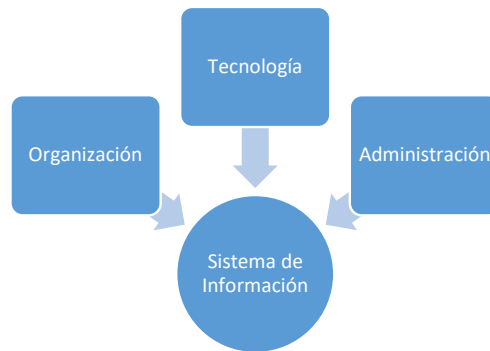 Tecnología
Organización
Administración
Sistema de
Información